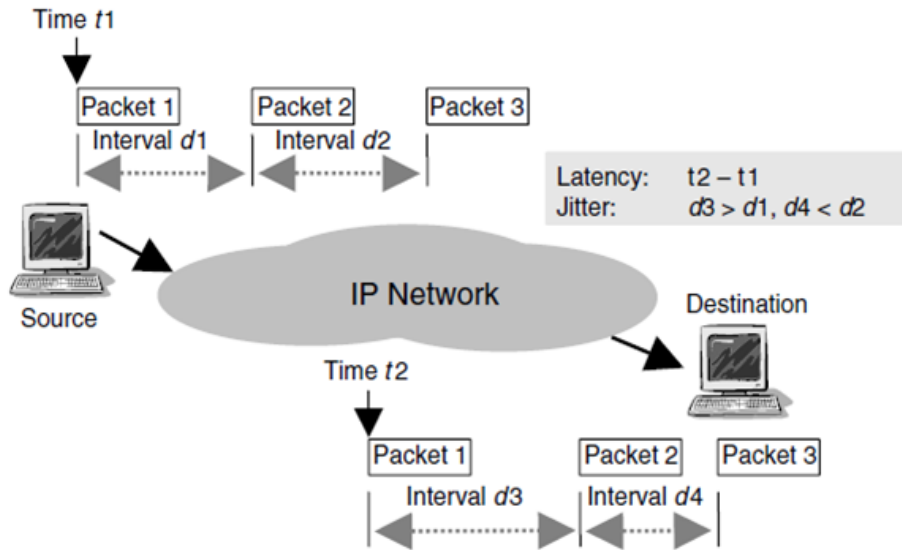 Time t1
Packet 1 Packet 2 Packet 3
Interval d1 Interval d2
Latency: t2 – t1
Jitter: d3 > d1, d4 < d2
IP Network
Source
Destination
Time t2
Packet 1 Packet 2 Packet 3
Interval d3 Interval d4